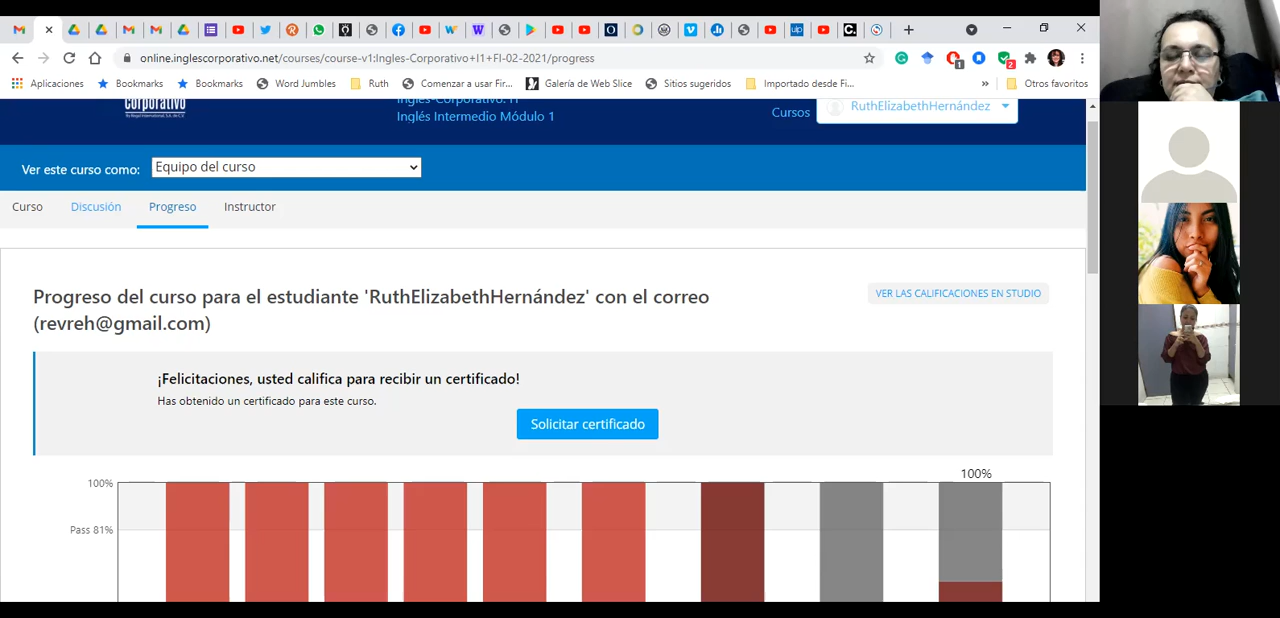 online.inglescorporativo.net/courses/course-v1:Ingles-Corporativo+I1+FI-02-2021/progress
Aplicaciones
Bookmarks
Bookmarks
Word Jumbles
Ruth
Comenzar a usar Fir...
Galería de Web Slice
Sitios sugeridos
Importado desde Fi...
»
Otros favoritos
corporativo
Ingles-Corporativo: I1
Inglés Intermedio Módulo 1
Cursos
RuthElizabethHernández
Ver este curso como:
Equipo del curso
Curso
Discusión
Progreso
Instructor
Progreso del curso para el estudiante 'RuthElizabethHernández' con el correo
(revreh@gmail.com)
VER LAS CALIFICACIONES EN STUDIO
¡Felicitaciones, usted califica para recibir un certificado!
Has obtenido un certificado para este curso.
Solicitar certificado
100%
100%
Pass 81%